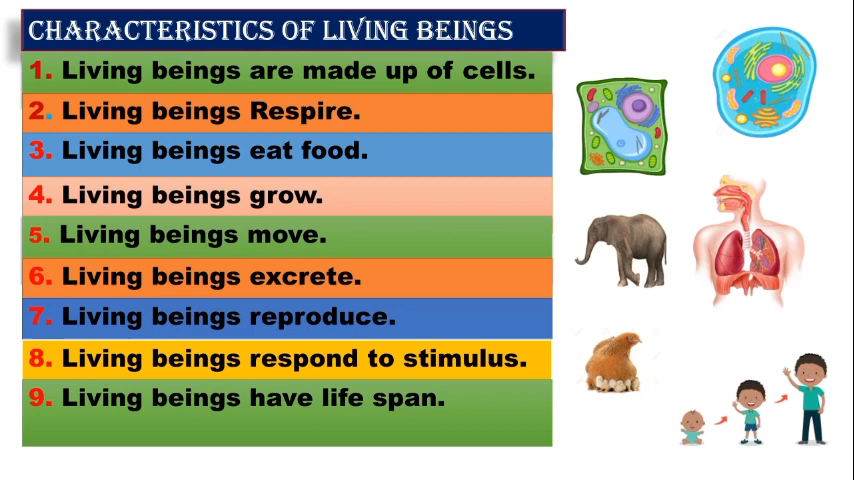 CHARACTERISTICS OF LIVING BEINGS
1. Living beings are made up of cells.
2. Living beings Respire.
3. Living beings eat food.
4. Living beings grow.
5. Living beings move.
6. Living beings excrete.
7. Living beings reproduce.
8. Living beings respond to stimulus.
9. Living beings have life span.